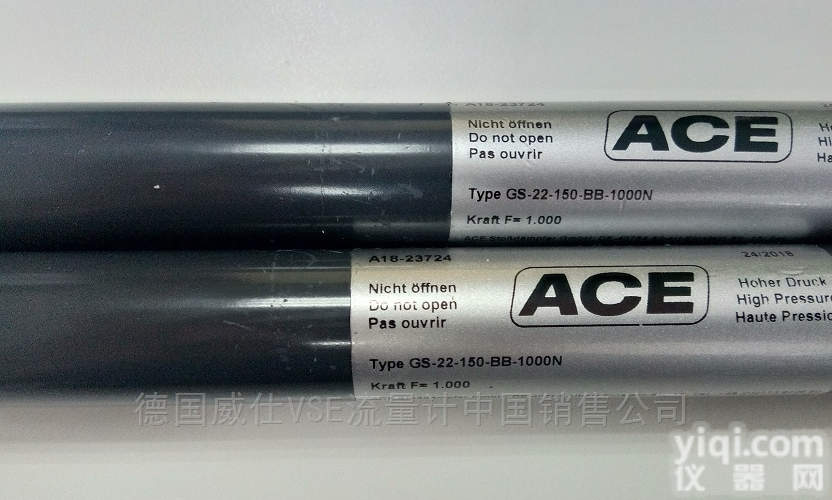 A18-23724
Nicht öffnen
Do not open
Pas ouvrir
ACE
Type GS-22-150-BB-1000N
Kraft F= 1.000
A18-23724
24/2018
Nicht öffnen
Do not open
Pas ouvrir
ACE
Hoher Druck
High Pressure
Haute Pressio
Type GS-22-150-BB-1000N
Kraft F= 1.000
德国威仕VSE流量计中国销售公司
yiqi.com
仪器网